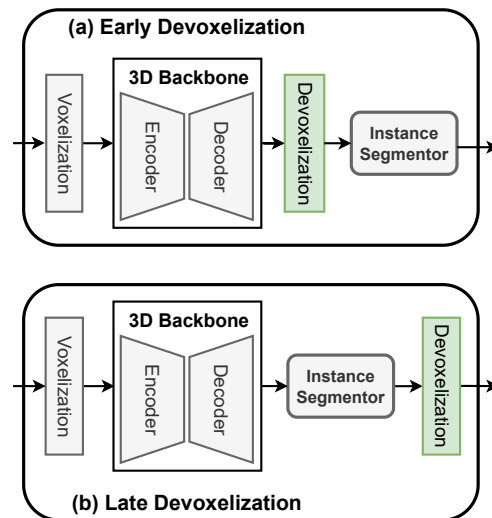 (a) Early Devoxelization
3D Backbone
Voxelization
Encoder
Decoder
Devoxelization
Instance
Segmentor
3D Backbone
Voxelization
Encoder
Decoder
Instance
Segmentor
Devoxelization
(b) Late Devoxelization